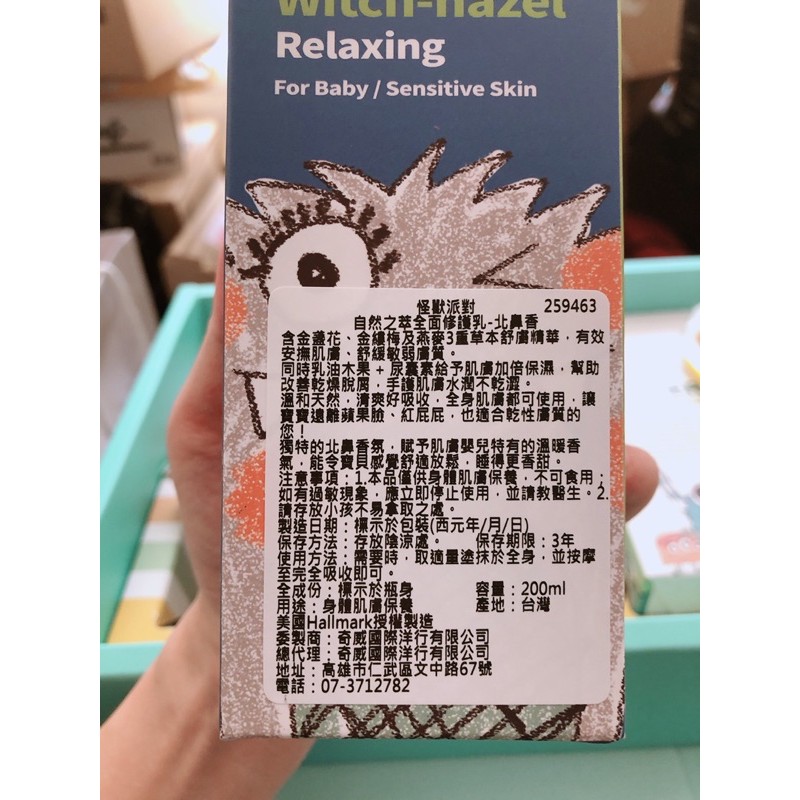 Witch-hazel
Relaxing
For Baby / Sensitive Skin
怪獸派對 259463
自然之萃全面修護乳-北鼻香
含金盞花、金縷梅及燕麥3重草本舒膚精華，有效
安撫肌膚、舒緩敏弱膚質。
同時乳油木果 + 尿囊素給予肌膚加倍保濕，幫助
改善乾燥脫屑，手護肌膚水潤不乾澀。
溫和天然，清爽好吸收，全身肌膚都可使用，讓
寶寶遠離蘋果臉、紅屁屁，也適合乾性膚質的
您！
獨特的北鼻香氛，賦予肌膚嬰兒特有的溫暖香
氣，能令寶貝感覺舒適放鬆，睡得更香甜。
注意事項：1.本品僅供身體肌膚保養，不可食用；
如有過敏現象，應立即停止使用，並請教醫生。2.
請存放小孩不易拿取之處。
製造日期：標示於包裝(西元年/月/日)
保存方法：存放陰涼處。 保存期限：3年
使用方法：需要時，取適量塗抹於全身，並按摩
至完全吸收即可。
全成份：標示於瓶身 容量：200ml
用途：身體肌膚保養 產地：台灣
美國Hallmark授權製造
委製商：奇威國際洋行有限公司
總代理：奇威國際洋行有限公司
地址：高雄市仁武區文中路67號
電話：07-3712782